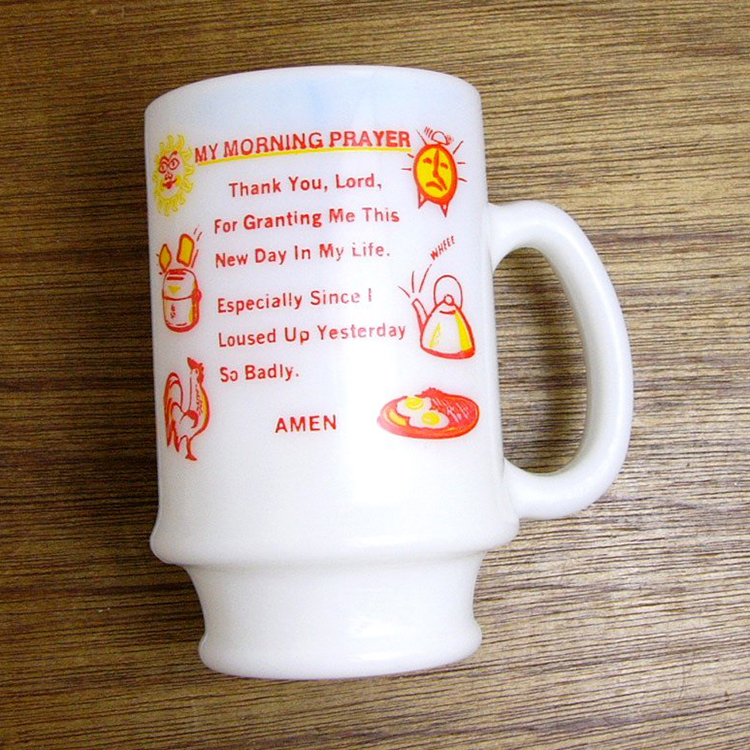 MY MORNING PRAYER
Thank You, Lord,
For Granting Me This
New Day In My Life.
WHEEE
Especially Since I
Loused Up Yesterday
So Badly.
AMEN